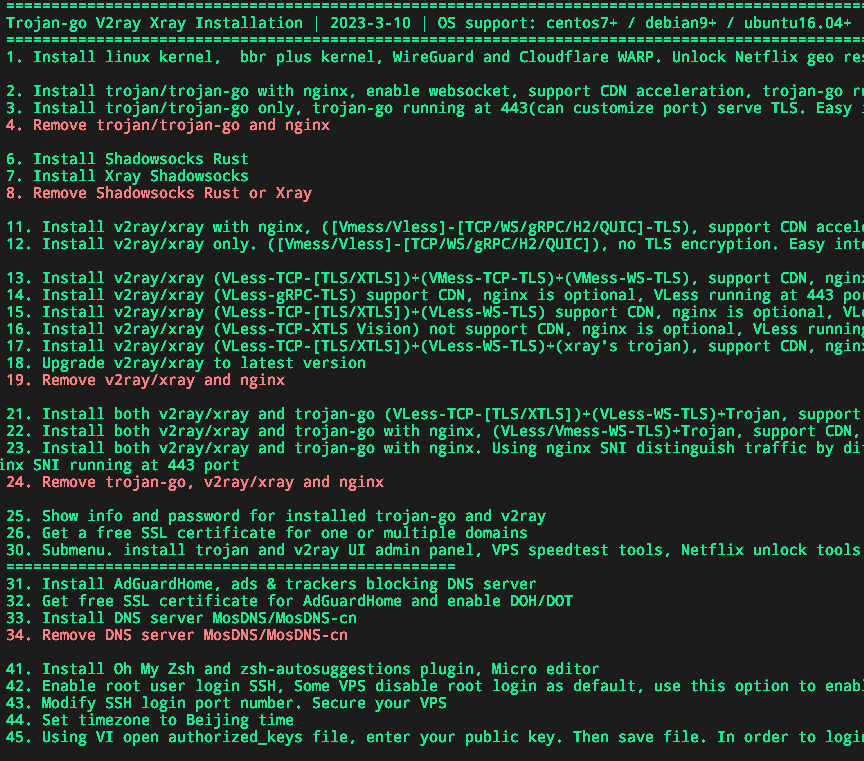 ==================================================
Trojan-go V2ray Xray Installation | 2023-3-10 | OS support: centos7+ / debian9+ / ubuntu16.04+
==================================================
1. Install linux kernel,  bbr plus kernel, WireGuard and Cloudflare WARP. Unlock Netflix geo res
2. Install trojan/trojan-go with nginx, enable websocket, support CDN acceleration, trojan-go ru
3. Install trojan/trojan-go only, trojan-go running at 443(can customize port) serve TLS. Easy i
4. Remove trojan/trojan-go and nginx
6. Install Shadowsocks Rust
7. Install Xray Shadowsocks
8. Remove Shadowsocks Rust or Xray
11. Install v2ray/xray with nginx, ([Vmess/Vless]-[TCP/WS/gRPC/H2/QUIC]-TLS), support CDN accele
12. Install v2ray/xray only. ([Vmess/Vless]-[TCP/WS/gRPC/H2/QUIC]), no TLS encryption. Easy inte
13. Install v2ray/xray (VLess-TCP-[TLS/XTLS])+(VMess-TCP-TLS)+(VMess-WS-TLS), support CDN, nginx
14. Install v2ray/xray (VLess-gRPC-TLS) support CDN, nginx is optional, VLess running at 443 por
15. Install v2ray/xray (VLess-TCP-[TLS/XTLS])+(VLess-WS-TLS) support CDN, nginx is optional, VLe
16. Install v2ray/xray (VLess-TCP-XTLS Vision) not support CDN, nginx is optional, VLess running
17. Install v2ray/xray (VLess-TCP-[TLS/XTLS])+(VLess-WS-TLS)+(xray's trojan), support CDN, nginx
18. Upgrade v2ray/xray to latest version
19. Remove v2ray/xray and nginx
21. Install both v2ray/xray and trojan-go (VLess-TCP-[TLS/XTLS])+(VLess-WS-TLS)+Trojan, support
22. Install both v2ray/xray and trojan-go with nginx, (VLess/Vmess-WS-TLS)+Trojan, support CDN,
23. Install both v2ray/xray and trojan-go with nginx. Using nginx SNI distinguish traffic by dif
inx SNI running at 443 port
24. Remove trojan-go, v2ray/xray and nginx
25. Show info and password for installed trojan-go and v2ray
26. Get a free SSL certificate for one or multiple domains
30. Submenu. install trojan and v2ray UI admin panel, VPS speedtest tools, Netflix unlock tools
==================================================
31. Install AdGuardHome, ads & trackers blocking DNS server
32. Get free SSL certificate for AdGuardHome and enable DOH/DOT
33. Install DNS server MosDNS/MosDNS-cn
34. Remove DNS server MosDNS/MosDNS-cn
41. Install Oh My Zsh and zsh-autosuggestions plugin, Micro editor
42. Enable root user login SSH, Some VPS disable root login as default, use this option to enabl
43. Modify SSH login port number. Secure your VPS
44. Set timezone to Beijing time
45. Using VI open authorized_keys file, enter your public key. Then save file. In order to login